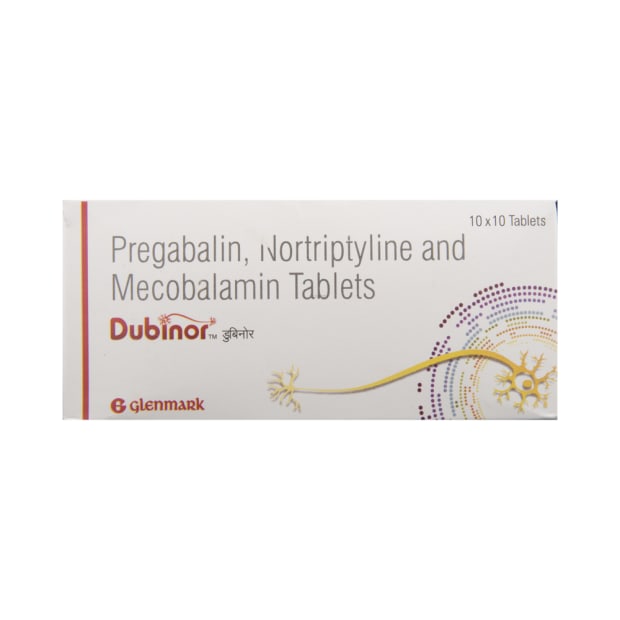 10 x 10 Tablets
Pregabalin, Nortriptyline and
Mecobalamin Tablets
Dubinor™ डुबिनोर
G Glenmark